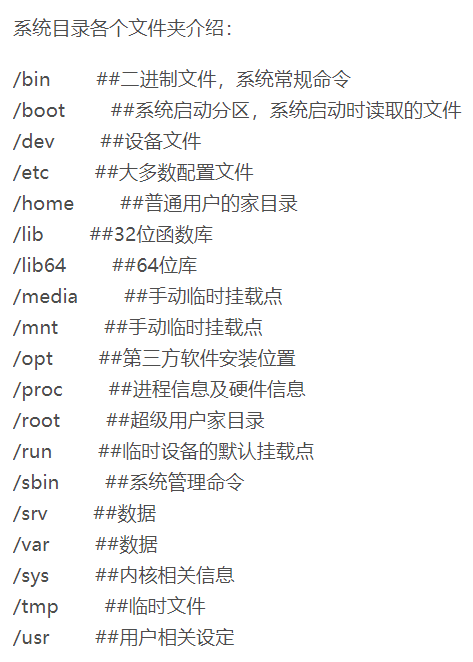 系统目录各个文件夹介绍：
/bin ##二进制文件，系统常规命令
/boot ##系统启动分区，系统启动时读取的文件
/dev ##设备文件
/etc ##大多数配置文件
/home ##普通用户的家目录
/lib ##32位函数库
/lib64 ##64位库
/media ##手动临时挂载点
/mnt ##手动临时挂载点
/opt ##第三方软件安装位置
/proc ##进程信息及硬件信息
/root ##超级用户家目录
/run ##临时设备的默认挂载点
/sbin ##系统管理命令
/srv ##数据
/var ##数据
/sys ##内核相关信息
/tmp ##临时文件
/usr ##用户相关设定